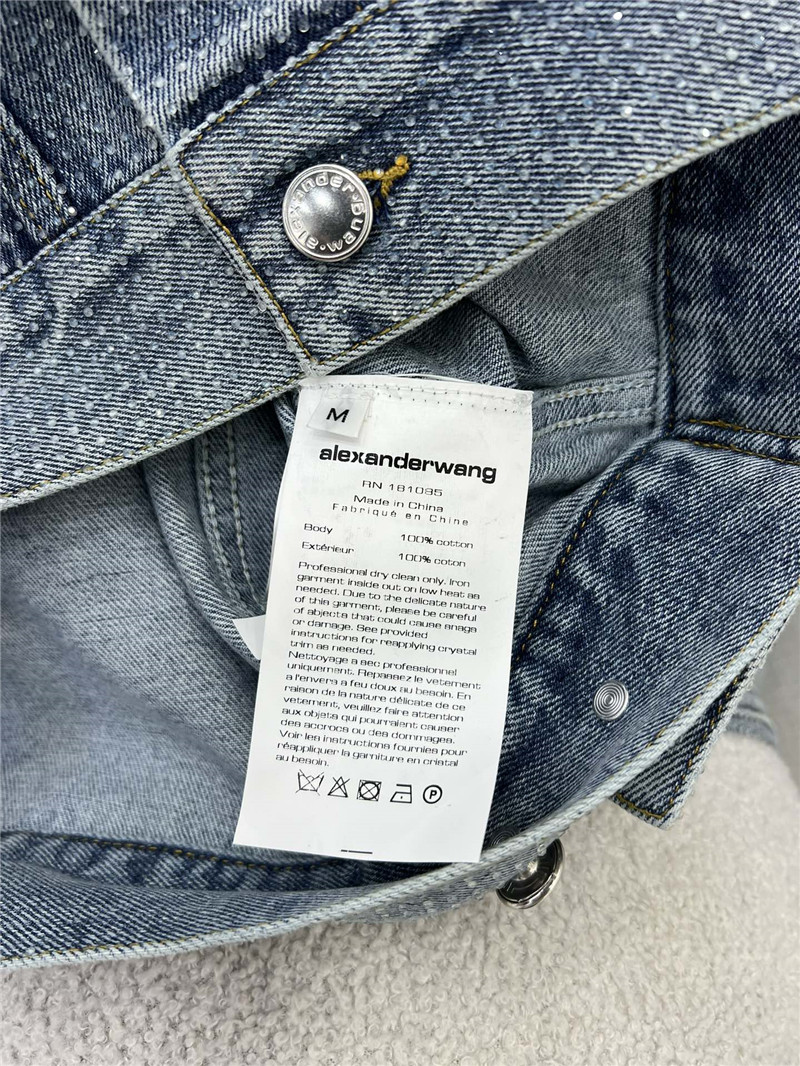 alexander wang.
M
alexanderwang
RN 161085
Made in China
Fabriqué en Chine
Body 100% cotton
Extérieur 100% coton
Professional dry clean only. Iron
garment inside out on low heat as
needed. Due to the delicate nature
of this garment, please be careful
of objects that could cause snags
or damage. See provided
instructions for reapplying crystal
trim as needed.
Nettoyage a sec professionnel
uniquement. Repassez le vetement
a l'envers a feu doux au besoin. En
raison de la nature délicate de ce
vetement, veuillez faire attention
aux objets qui pourraient causer
des accrocs ou des dommages.
Voir les instructions fournies pour
réappliquer la garniture en cristal
au besoin.
P